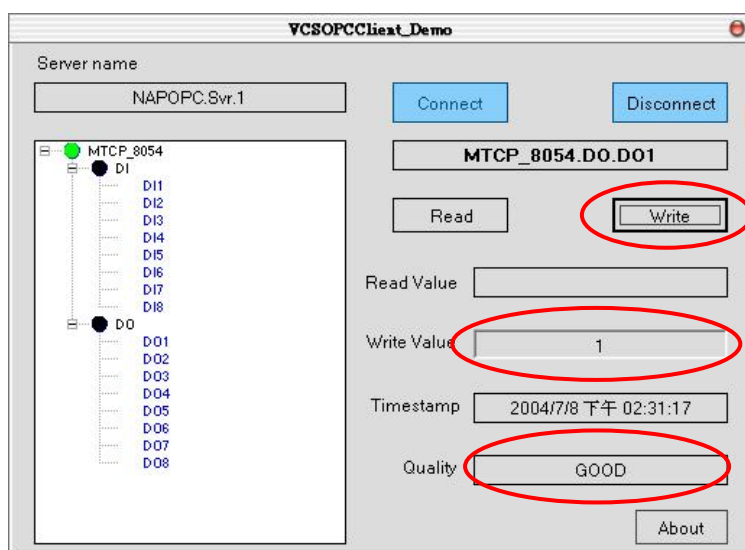 VCSOPCClient_Demo
Server name
NAPOPC.Svr.1
Connect
Disconnect
MTCP_8054
DI
DI1
DI2
DI3
DI4
DI5
DI6
DI7
DI8
DO
DO1
DO2
DO3
DO4
DO5
DO6
DO7
DO8
MTCP_8054.DO.DO1
Read
Write
Read Value
Write Value
1
Timestamp
2004/7/8 下午 02:31:17
Quality
GOOD
About